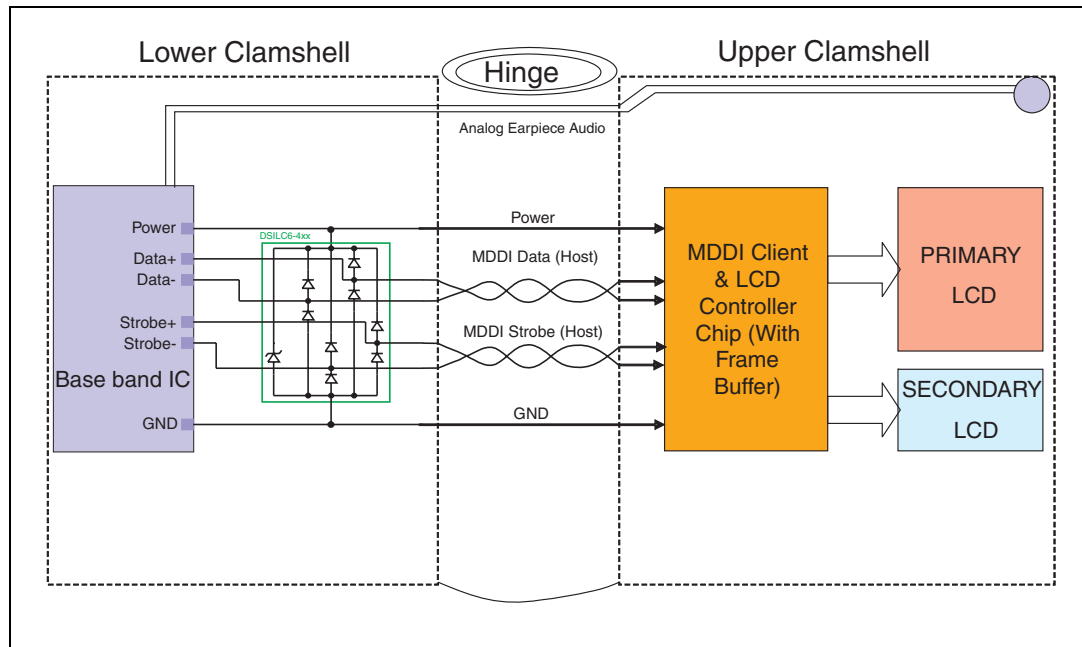 Lower Clamshell
Hinge
Upper Clamshell
Analog Earpiece Audio
Power
Data+
Data-
Strobe+
Strobe-
Base band IC
GND
DSILC6-4xx
Power
MDDI Data (Host)
MDDI Strobe (Host)
GND
MDDI Client
& LCD
Controller
Chip (With
Frame
Buffer)
PRIMARY
LCD
SECONDARY
LCD